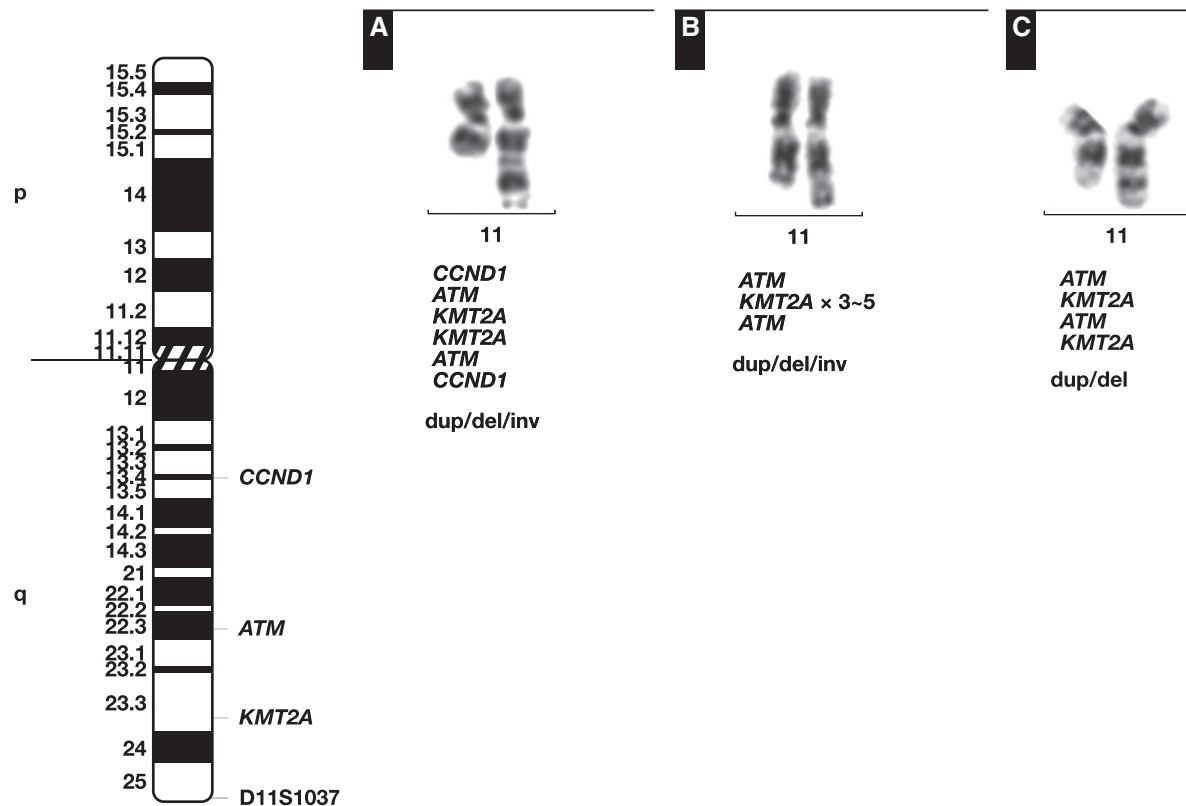 15.5
15.4
15.3
15.2
15.1
p
14
13
12
11.2
11.12
11.11
11
12
13.1
13.2
13.3
13.4
13.5
14.1
14.2
14.3
21
q
22.1
22.2
22.3
23.1
23.2
23.3
24
25
CCND1
ATM
KMT2A
D11S1037
A
11
CCND1
ATM
KMT2A
KMT2A
ATM
CCND1
dup/del/inv
B
11
ATM
KMT2A × 3~5
ATM
dup/del/inv
C
11
ATM
KMT2A
ATM
KMT2A
dup/del